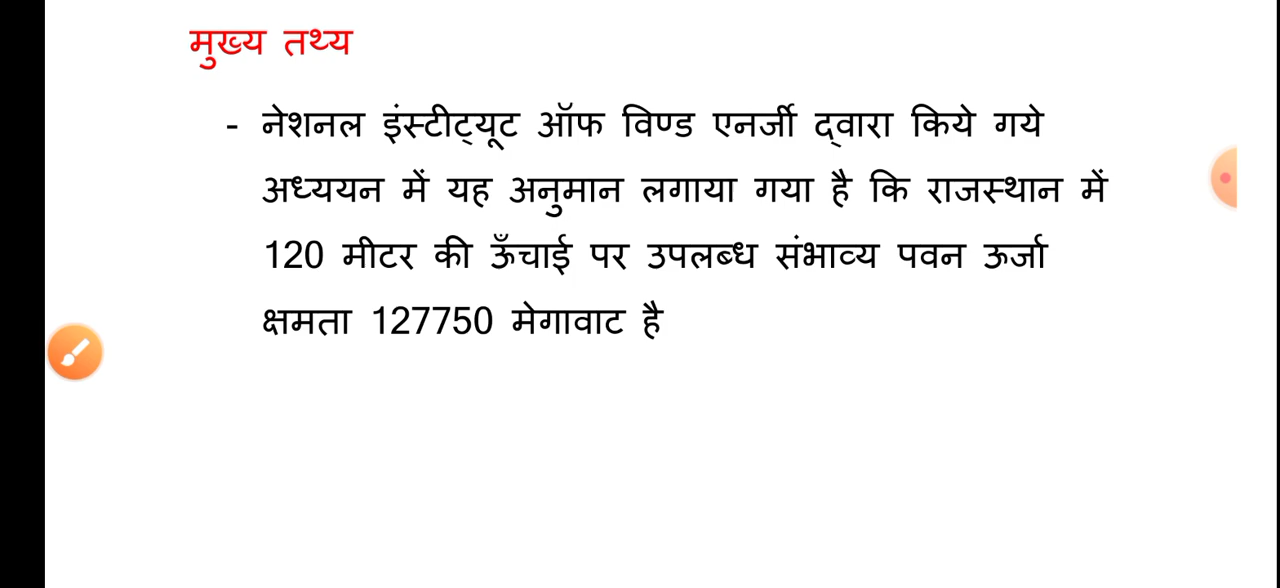 मुख्य तथ्य
- नेशनल इंस्टीट्यूट ऑफ विण्ड एनर्जी द्वारा किये गये
अध्ययन में यह अनुमान लगाया गया है कि राजस्थान में
120 मीटर की ऊँचाई पर उपलब्ध संभाव्य पवन ऊर्जा
क्षमता 127750 मेगावाट है